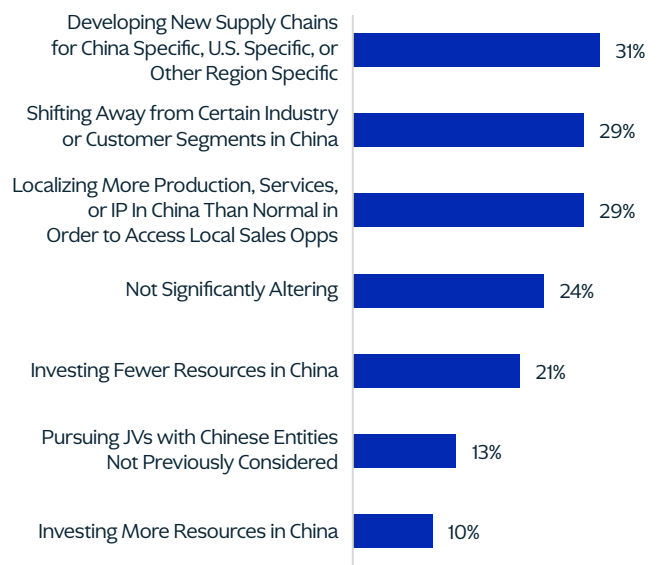 Developing New Supply Chains
for China Specific, U.S. Specific, or
Other Region Specific
31%
Shifting Away from Certain Industry
or Customer Segments in China
29%
Localizing More Production, Services,
or IP In China Than Normal in
Order to Access Local Sales Opps
29%
Not Significantly Altering
24%
Investing Fewer Resources in China
21%
Pursuing JVs with Chinese Entities
Not Previously Considered
13%
Investing More Resources in China
10%